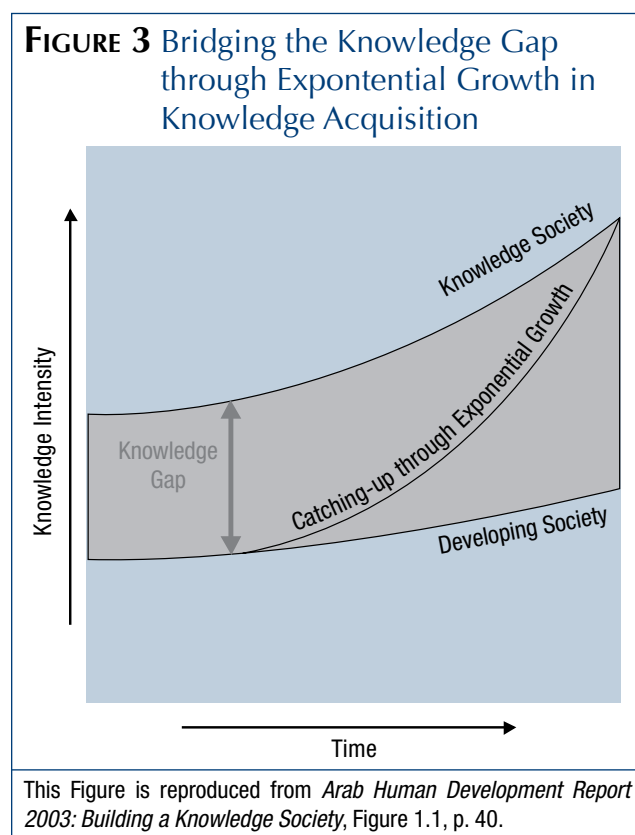 FIGURE 3 Bridging the Knowledge Gap
through Expontential Growth in
Knowledge Acquisition
Knowledge Society
Knowledge Intensity
Catching-up through Exponential Growth
Knowledge
Gap
Developing Society
Time
This Figure is reproduced from Arab Human Development Report
2003: Building a Knowledge Society, Figure 1.1, p. 40.